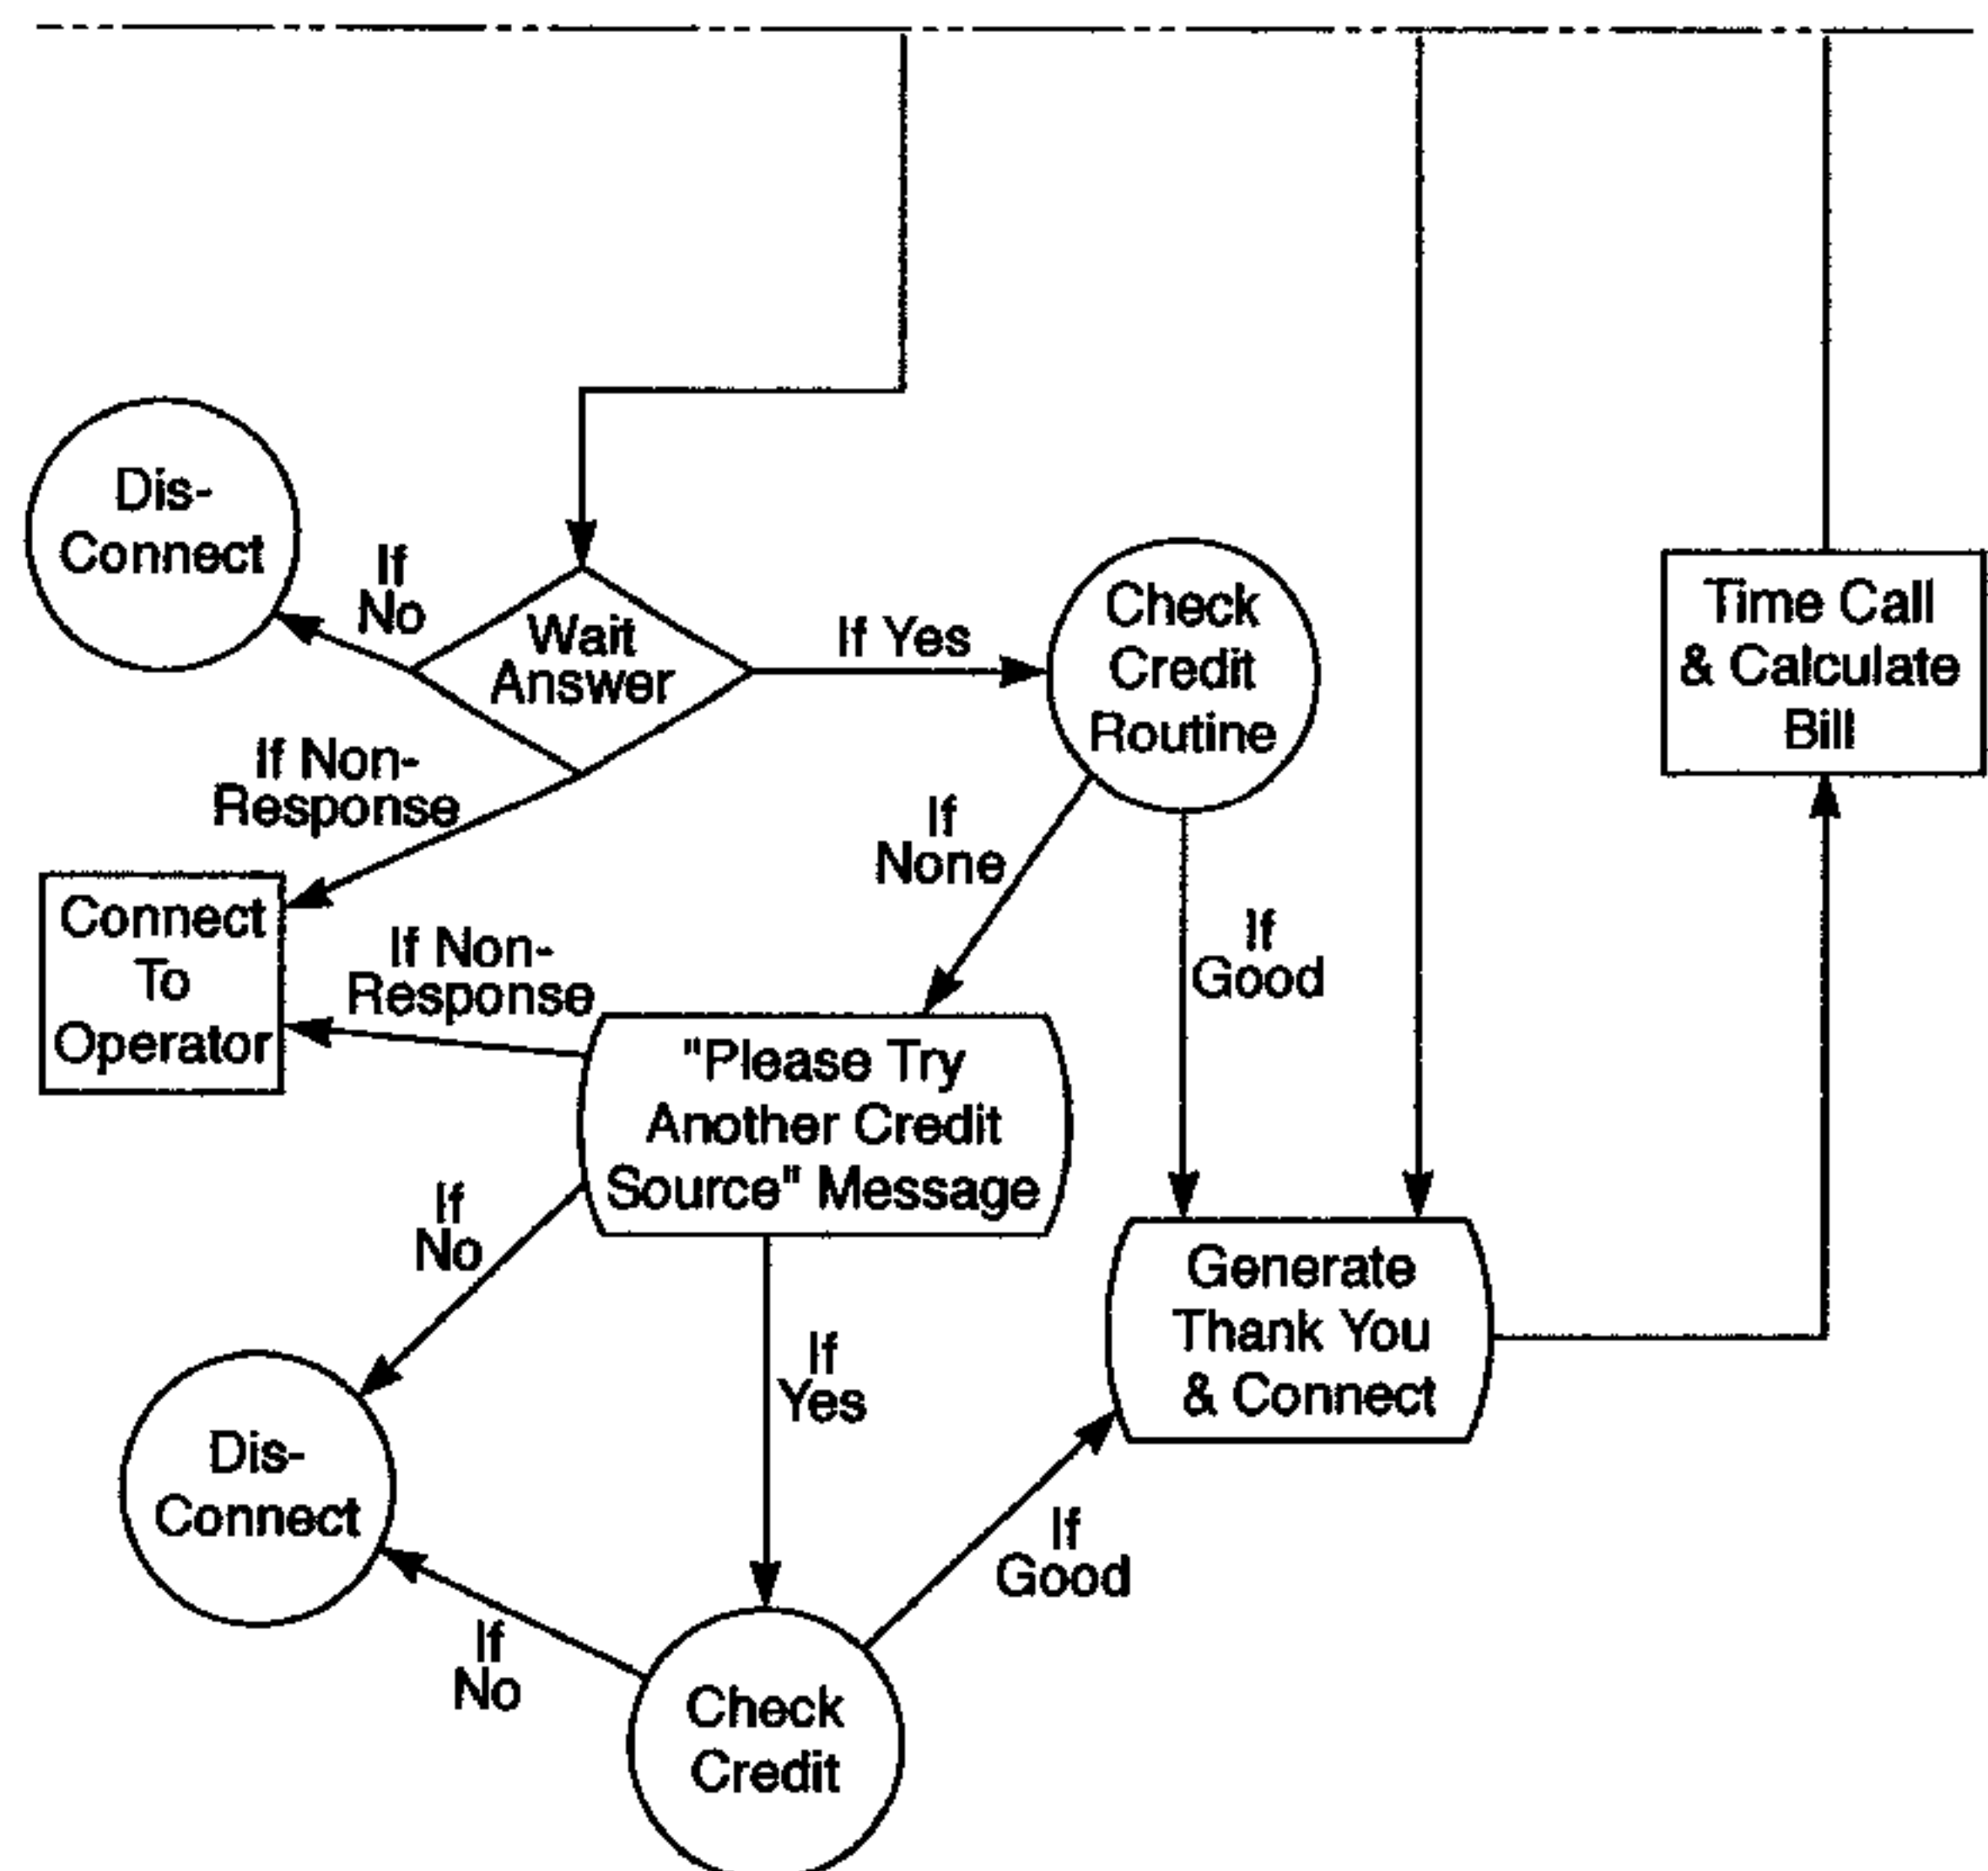 Dis-
Connect
If
No
Wait
Answer
If Yes
Check
Credit
Routine
Time Call
& Calculate
Bill
If Non-
Response
If
None
If
Good
Connect
To
Operator
If Non-
Response
"Please Try
Another Credit
Source" Message
If
No
If
Yes
Generate
Thank You
& Connect
Dis-
Connect
If
Good
If
No
Check
Credit